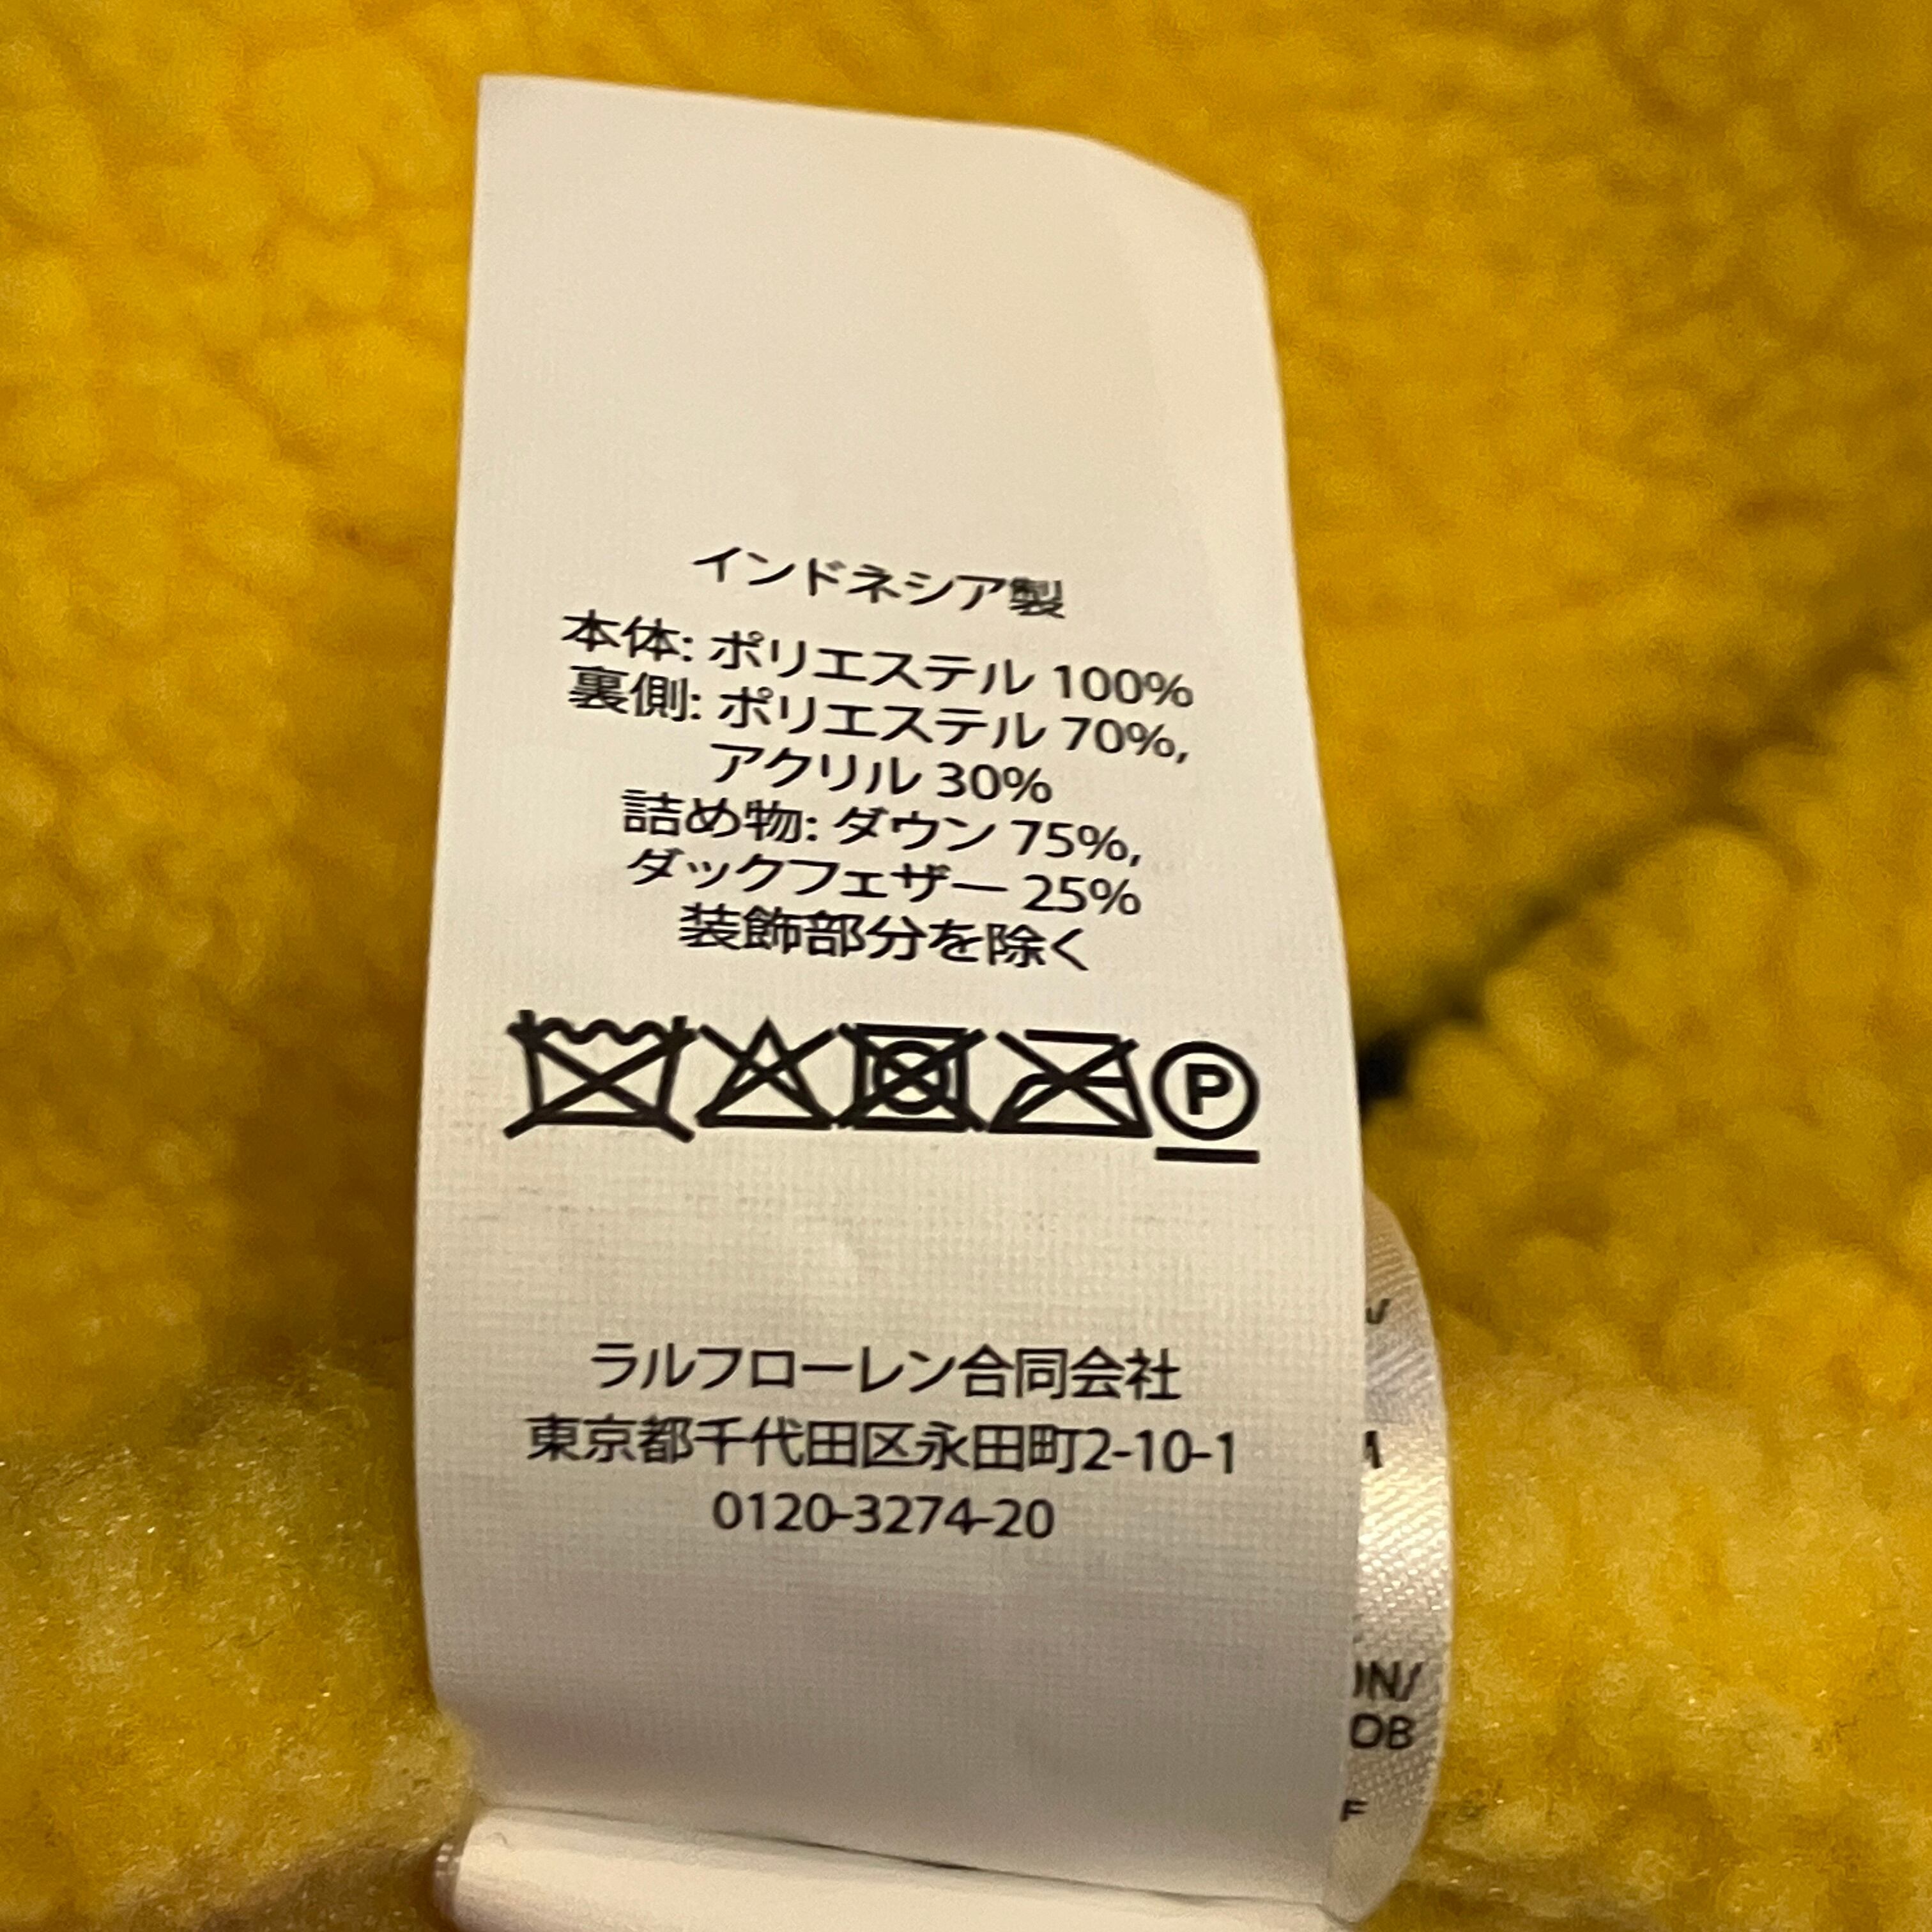 インドネシア製
本体: ポリエステル 100%
裏側: ポリエステル 70%,
アクリル 30%
詰め物: ダウン 75%,
ダックフェザー 25%
装飾部分を除く
P
ラルフローレン合同会社
東京都千代田区永田町2-10-1
0120-3274-20